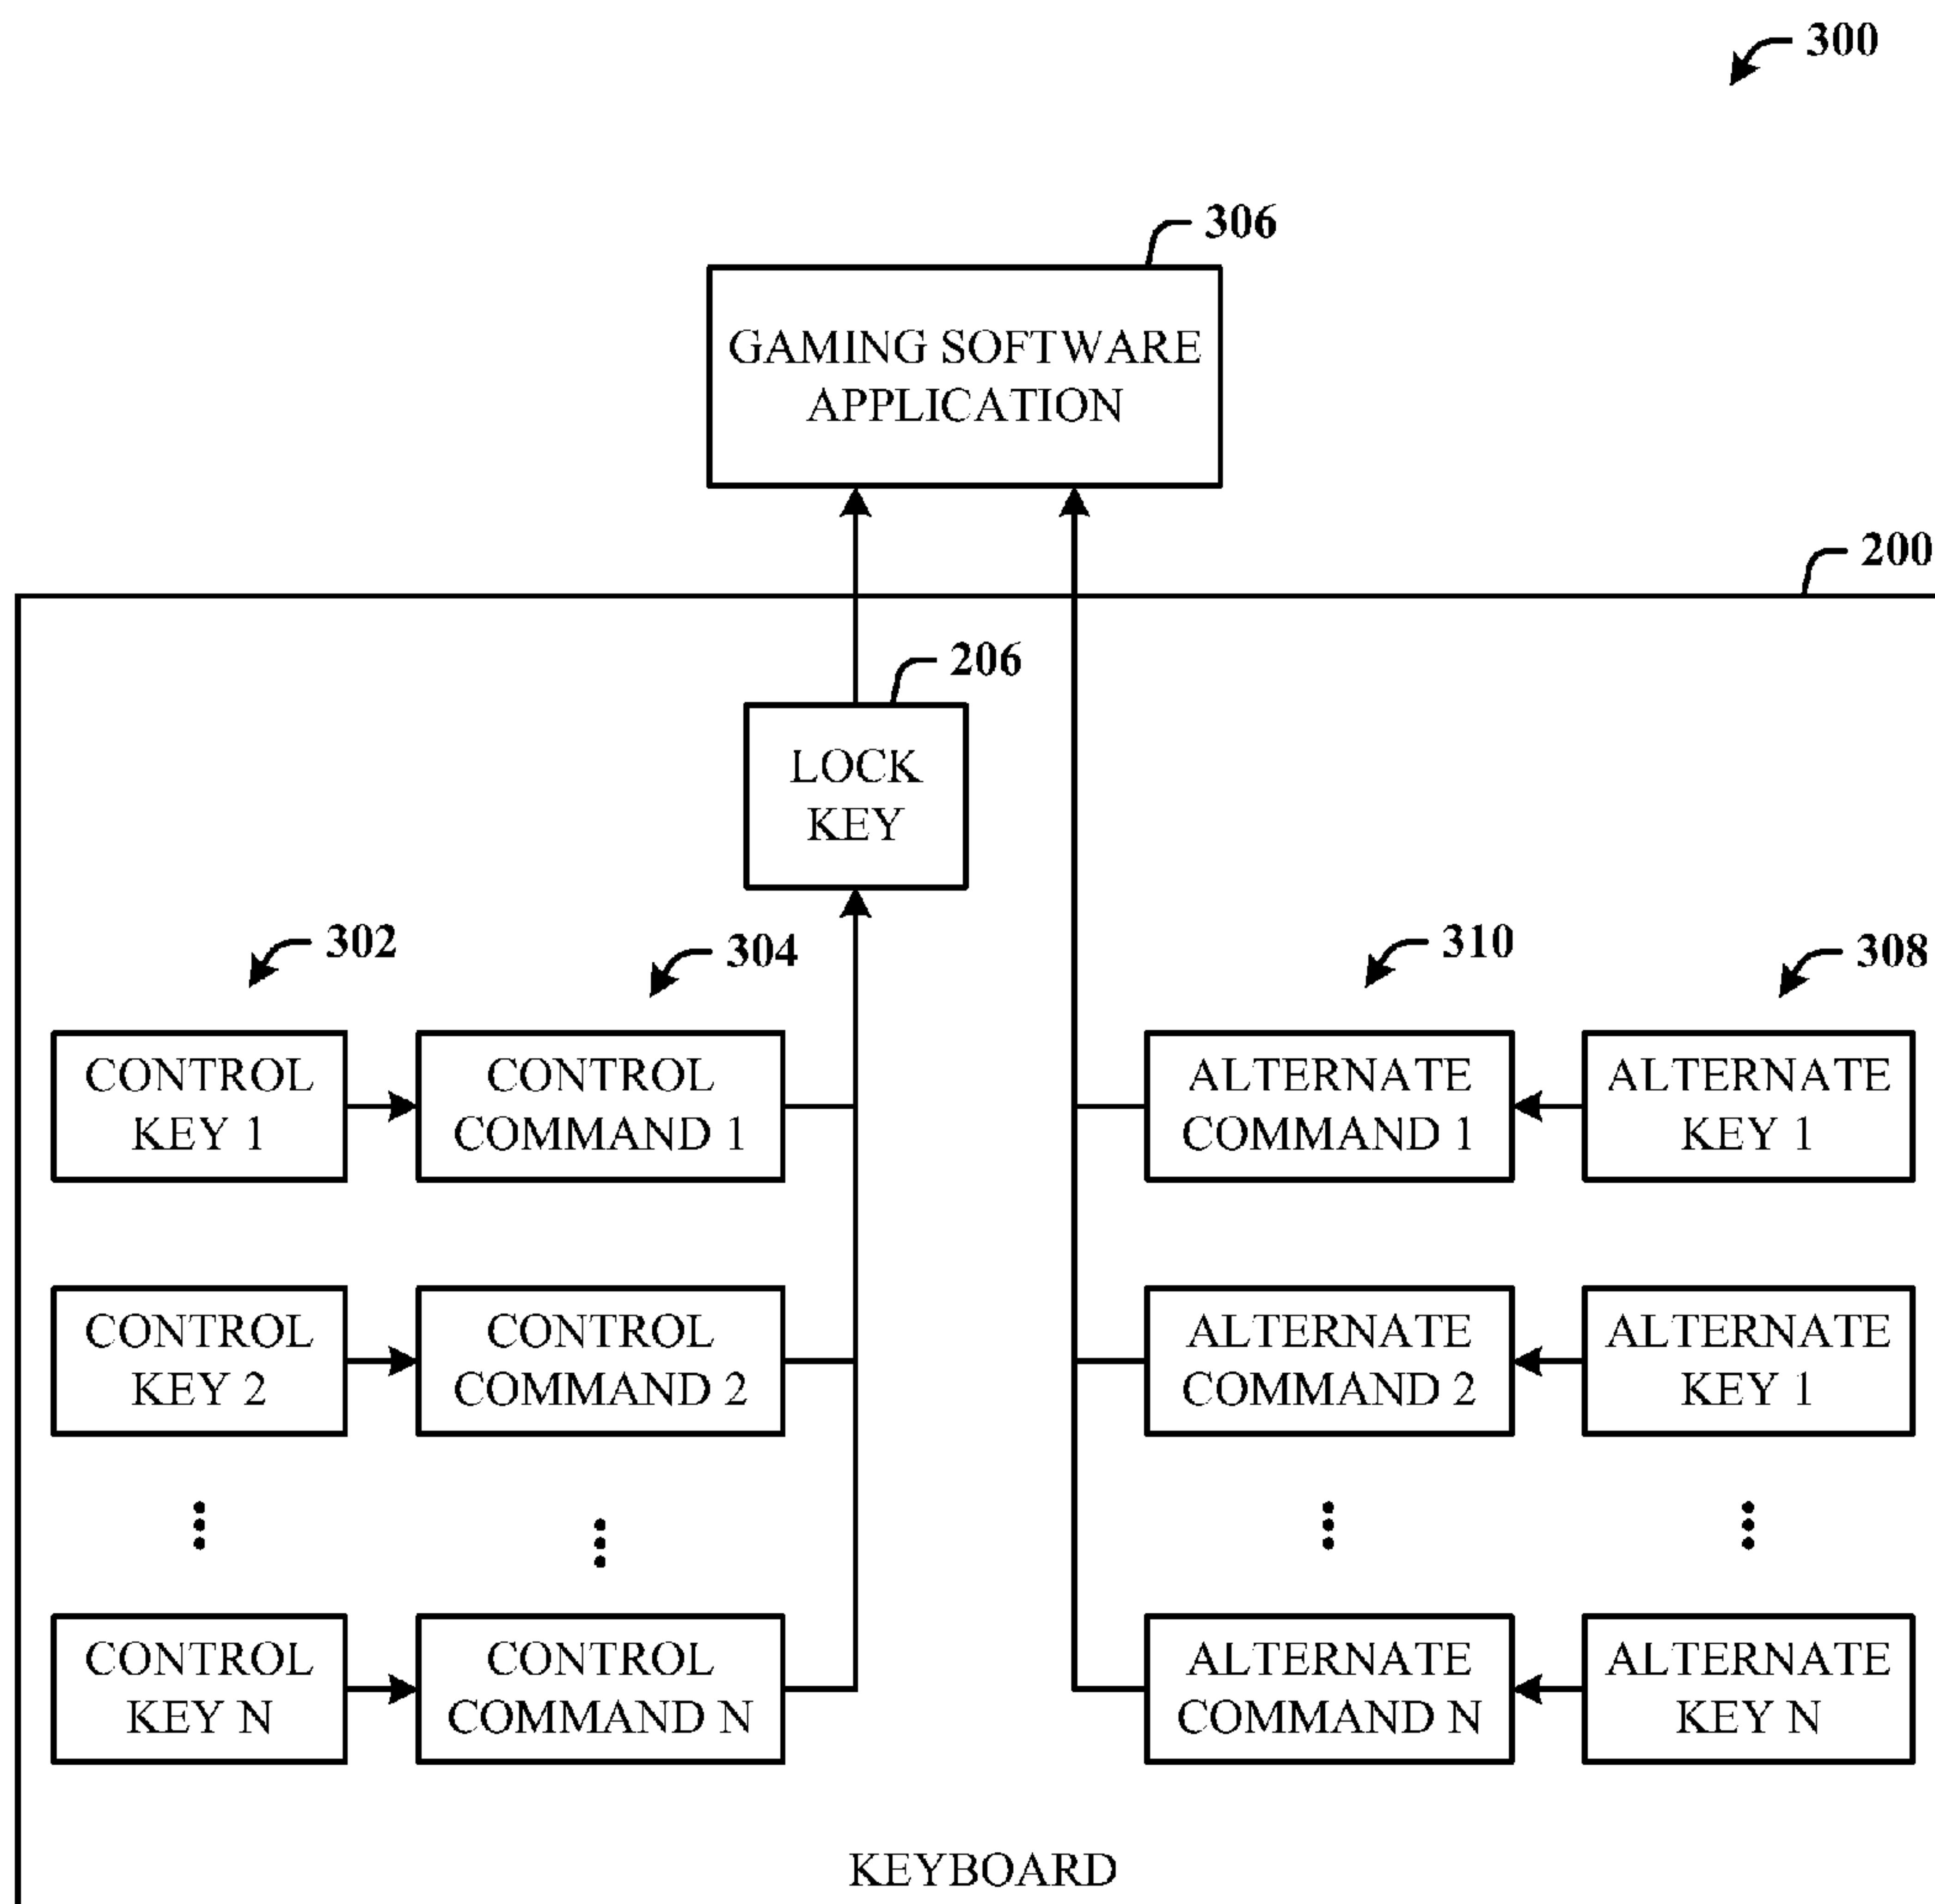 300
306
GAMING SOFTWARE
APPLICATION
200
206
LOCK
KEY
302
304
310
308
CONTROL
KEY 1
CONTROL
COMMAND 1
ALTERNATE
COMMAND 1
ALTERNATE
KEY 1
CONTROL
KEY 2
CONTROL
COMMAND 2
ALTERNATE
COMMAND 2
ALTERNATE
KEY 1
CONTROL
KEY N
CONTROL
COMMAND N
ALTERNATE
COMMAND N
ALTERNATE
KEY N
KEYBOARD